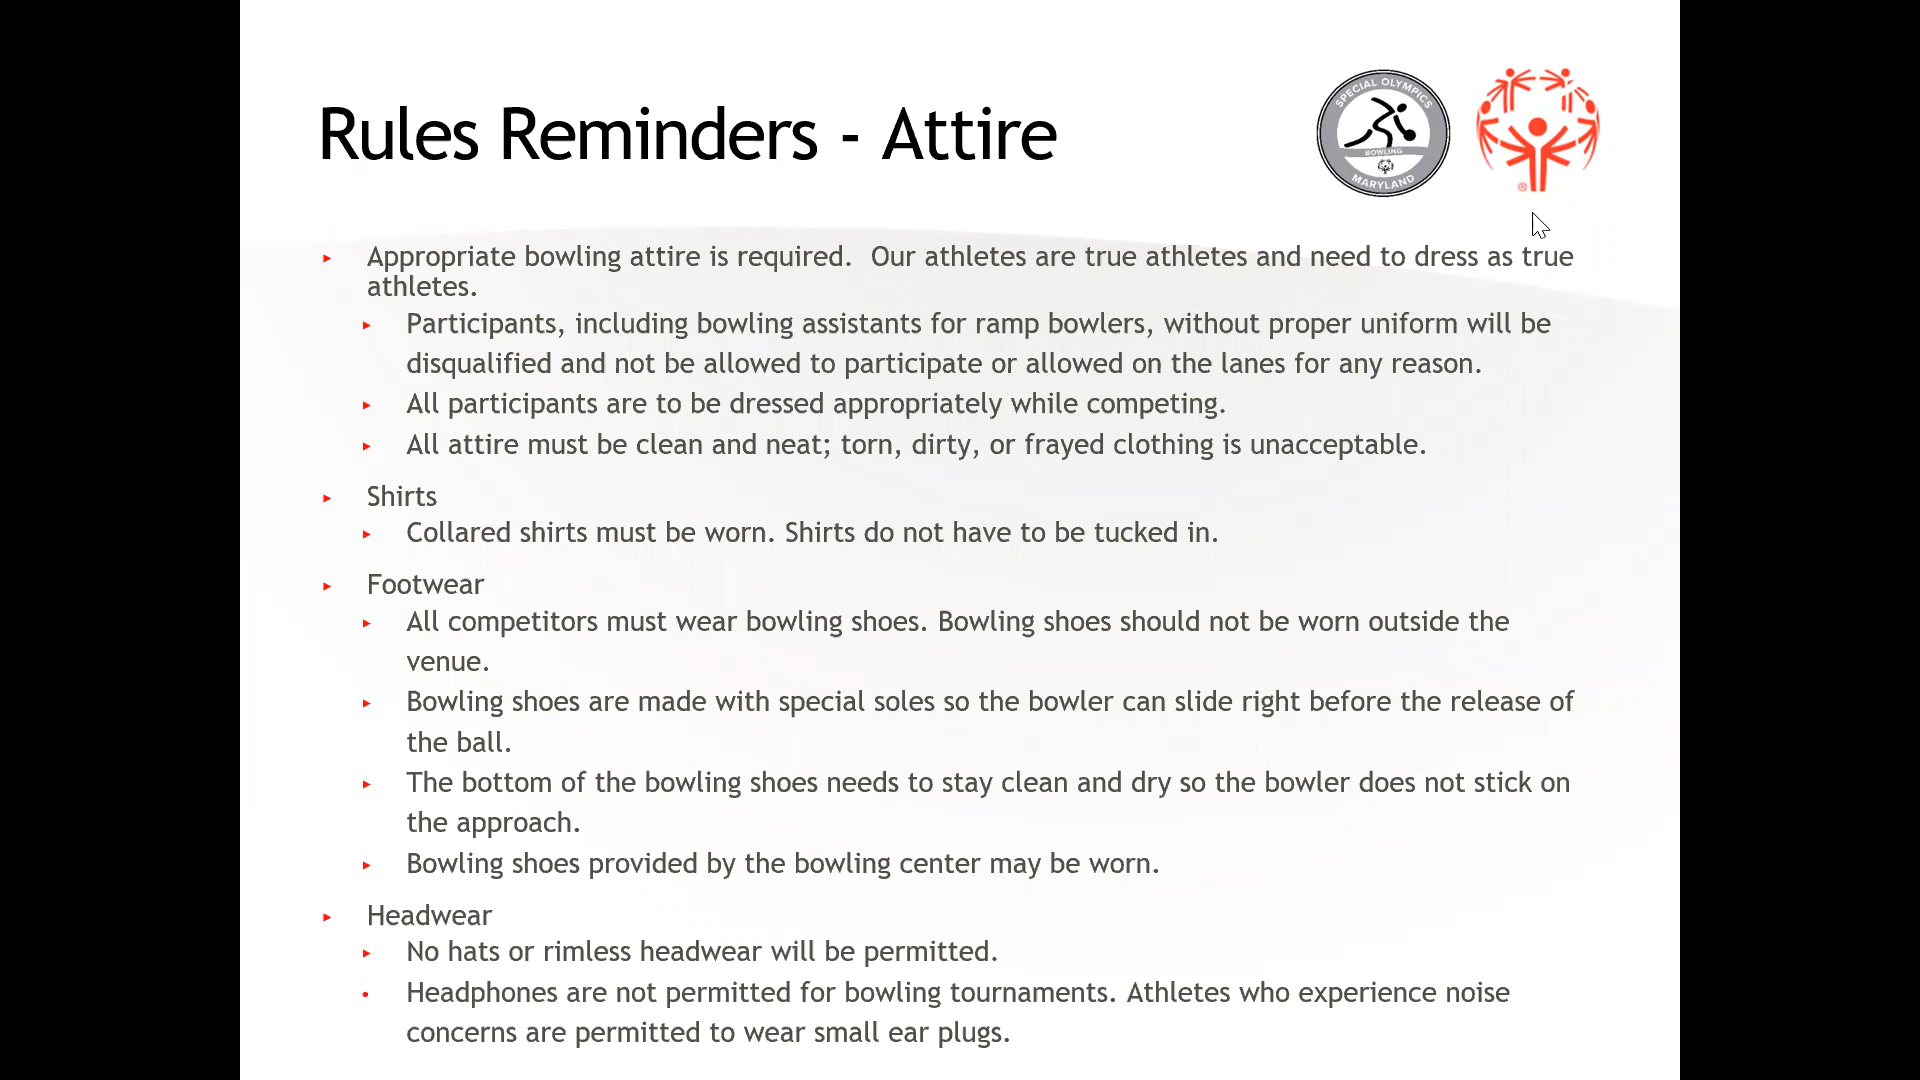 Rules Reminders - Attire
SPECIAL OLYMPICS
BOWLING
MARYLAND
®
Appropriate bowling attire is required.  Our athletes are true athletes and need to dress as true
athletes.
Participants, including bowling assistants for ramp bowlers, without proper uniform will be
disqualified and not be allowed to participate or allowed on the lanes for any reason.
All participants are to be dressed appropriately while competing.
All attire must be clean and neat; torn, dirty, or frayed clothing is unacceptable.
Shirts
Collared shirts must be worn. Shirts do not have to be tucked in.
Footwear
All competitors must wear bowling shoes. Bowling shoes should not be worn outside the
venue.
Bowling shoes are made with special soles so the bowler can slide right before the release of
the ball.
The bottom of the bowling shoes needs to stay clean and dry so the bowler does not stick on
the approach.
Bowling shoes provided by the bowling center may be worn.
Headwear
No hats or rimless headwear will be permitted.
Headphones are not permitted for bowling tournaments. Athletes who experience noise
concerns are permitted to wear small ear plugs.